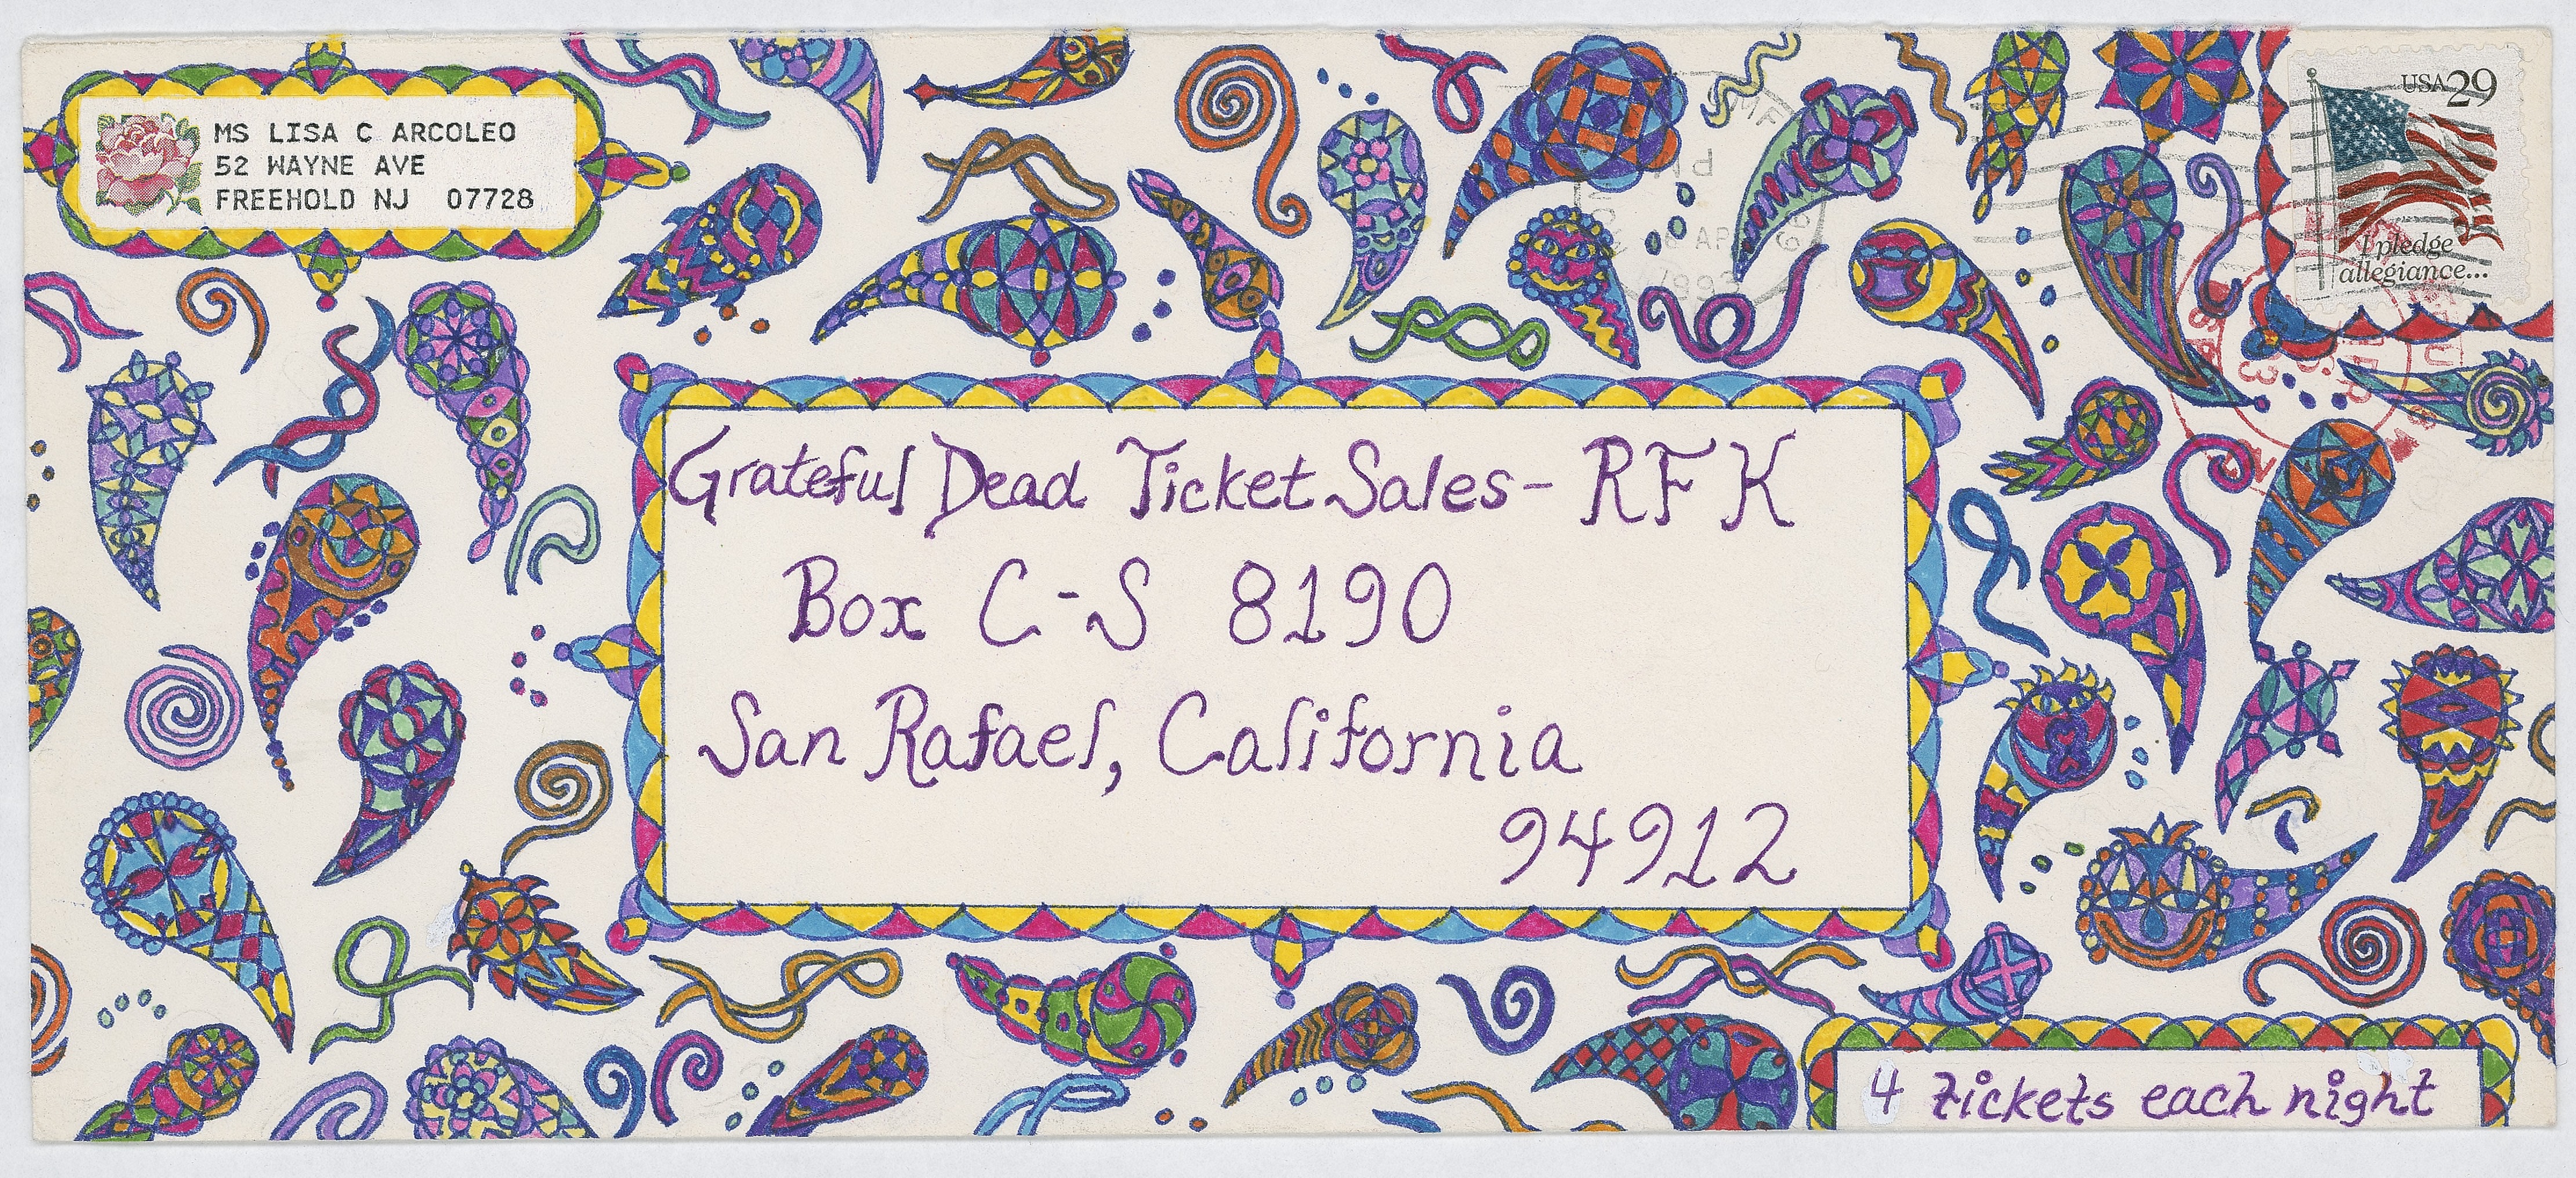 MS LISA C ARCOLEO
52 WAYNE AVE
FREEHOLD NJ 07728
USA 29
I pledge
allegiance...
Grateful Dead Ticket Sales- RFK
Box C-S 8190
San Rafael, California
94912
4 tickets each night